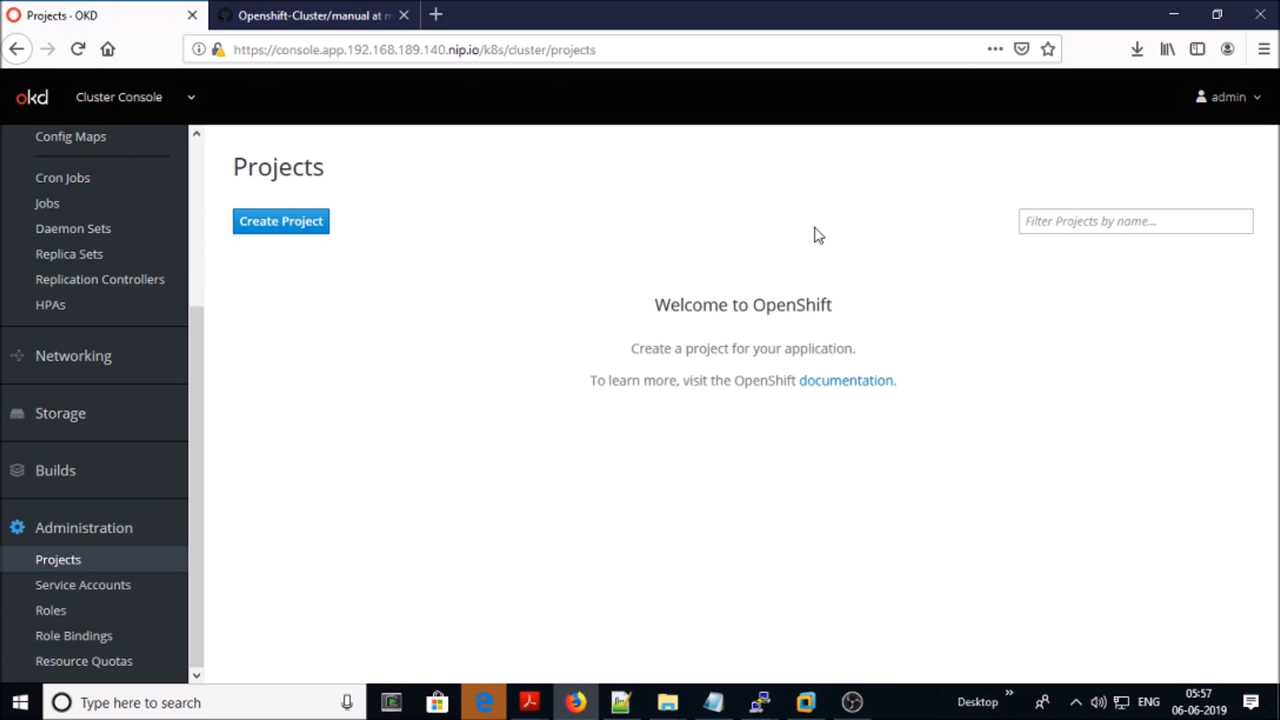 Projects - OKD
Openshift-Cluster/manual at m
https://console.app.192.168.189.140.nip.io/k8s/cluster/projects
okd
Cluster Console
admin
Config Maps
Cron Jobs
Jobs
Daemon Sets
Replica Sets
Replication Controllers
HPAs
Networking
Storage
Builds
Administration
Projects
Service Accounts
Roles
Role Bindings
Resource Quotas
Projects
Create Project
Filter Projects by name...
Welcome to OpenShift
Create a project for your application.
To learn more, visit the OpenShift documentation.
Type here to search
Desktop
ENG
05:57
06-06-2019